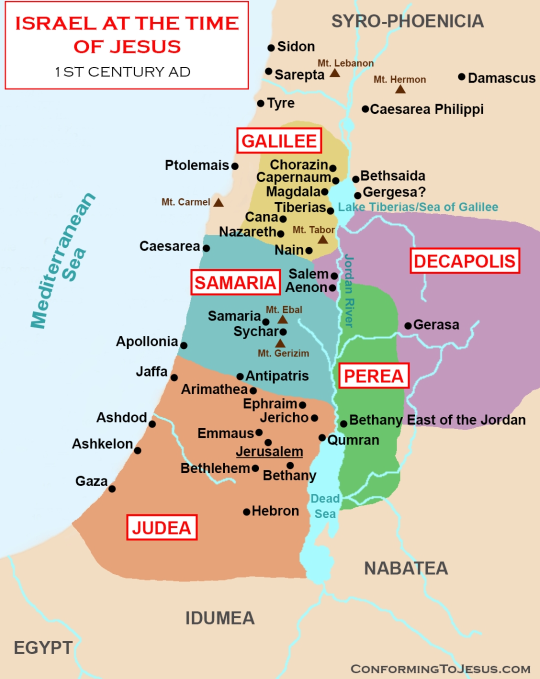 ISRAEL AT THE TIME
OF JESUS
1ST CENTURY AD
SYRO-PHOENICIA
Sidon
Mt. Lebanon
Sarepta
Mt. Hermon
Damascus
Tyre
Caesarea Philippi
GALILEE
Ptolemais
Chorazin
Capernaum
Bethsaida
Magdala
Gergesa?
Mt. Carmel
Tiberias
Lake Tiberias/Sea of Galilee
Cana
Nazareth
Mt. Tabor
Mediterranean
Sea
Caesarea
Nain
Jordan River
DECAPOLIS
SAMARIA
Salem
Aenon
Mt. Ebal
Samaria
Sychar
Gerasa
Mt. Gerizim
Apollonia
Jaffa
Antipatris
PEREA
Arimathea
Ephraim
Jericho
Ashdod
Bethany East of the Jordan
Emmaus
Qumran
Ashkelon
Jerusalem
Bethlehem
Bethany
Gaza
Dead
Sea
Hebron
JUDEA
NABATEA
IDUMEA
EGYPT
CONFORMINGTOJESUS.COM